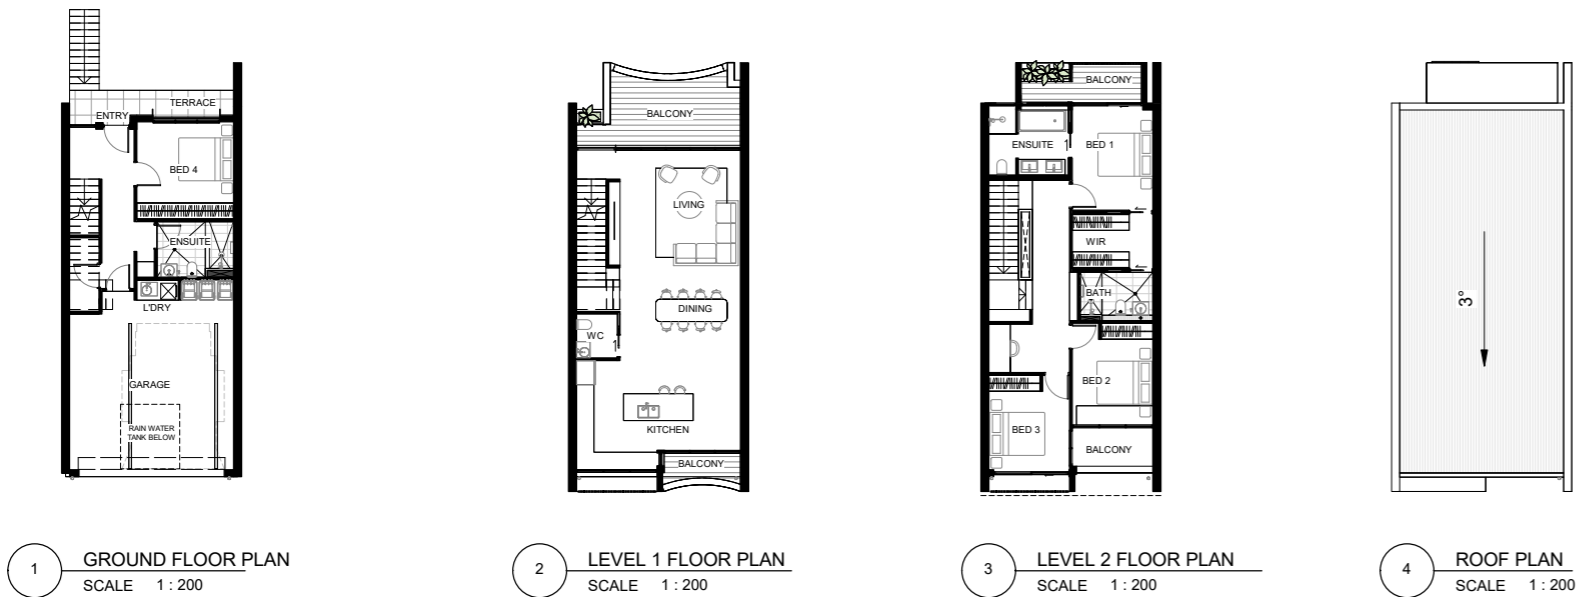 TERRACE
ENTRY
BED 4
ENSUITE
L'DRY
GARAGE
RAIN WATER
TANK BELOW
1
GROUND FLOOR PLAN
SCALE 1 : 200
BALCONY
LIVING
DINING
WC
KITCHEN
BALCONY
2
LEVEL 1 FLOOR PLAN
SCALE 1 : 200
BALCONY
ENSUITE
BED 1
WIR
BATH
BED 2
BED 3
BALCONY
3
LEVEL 2 FLOOR PLAN
SCALE 1 : 200
3°
4
ROOF PLAN
SCALE 1 : 200